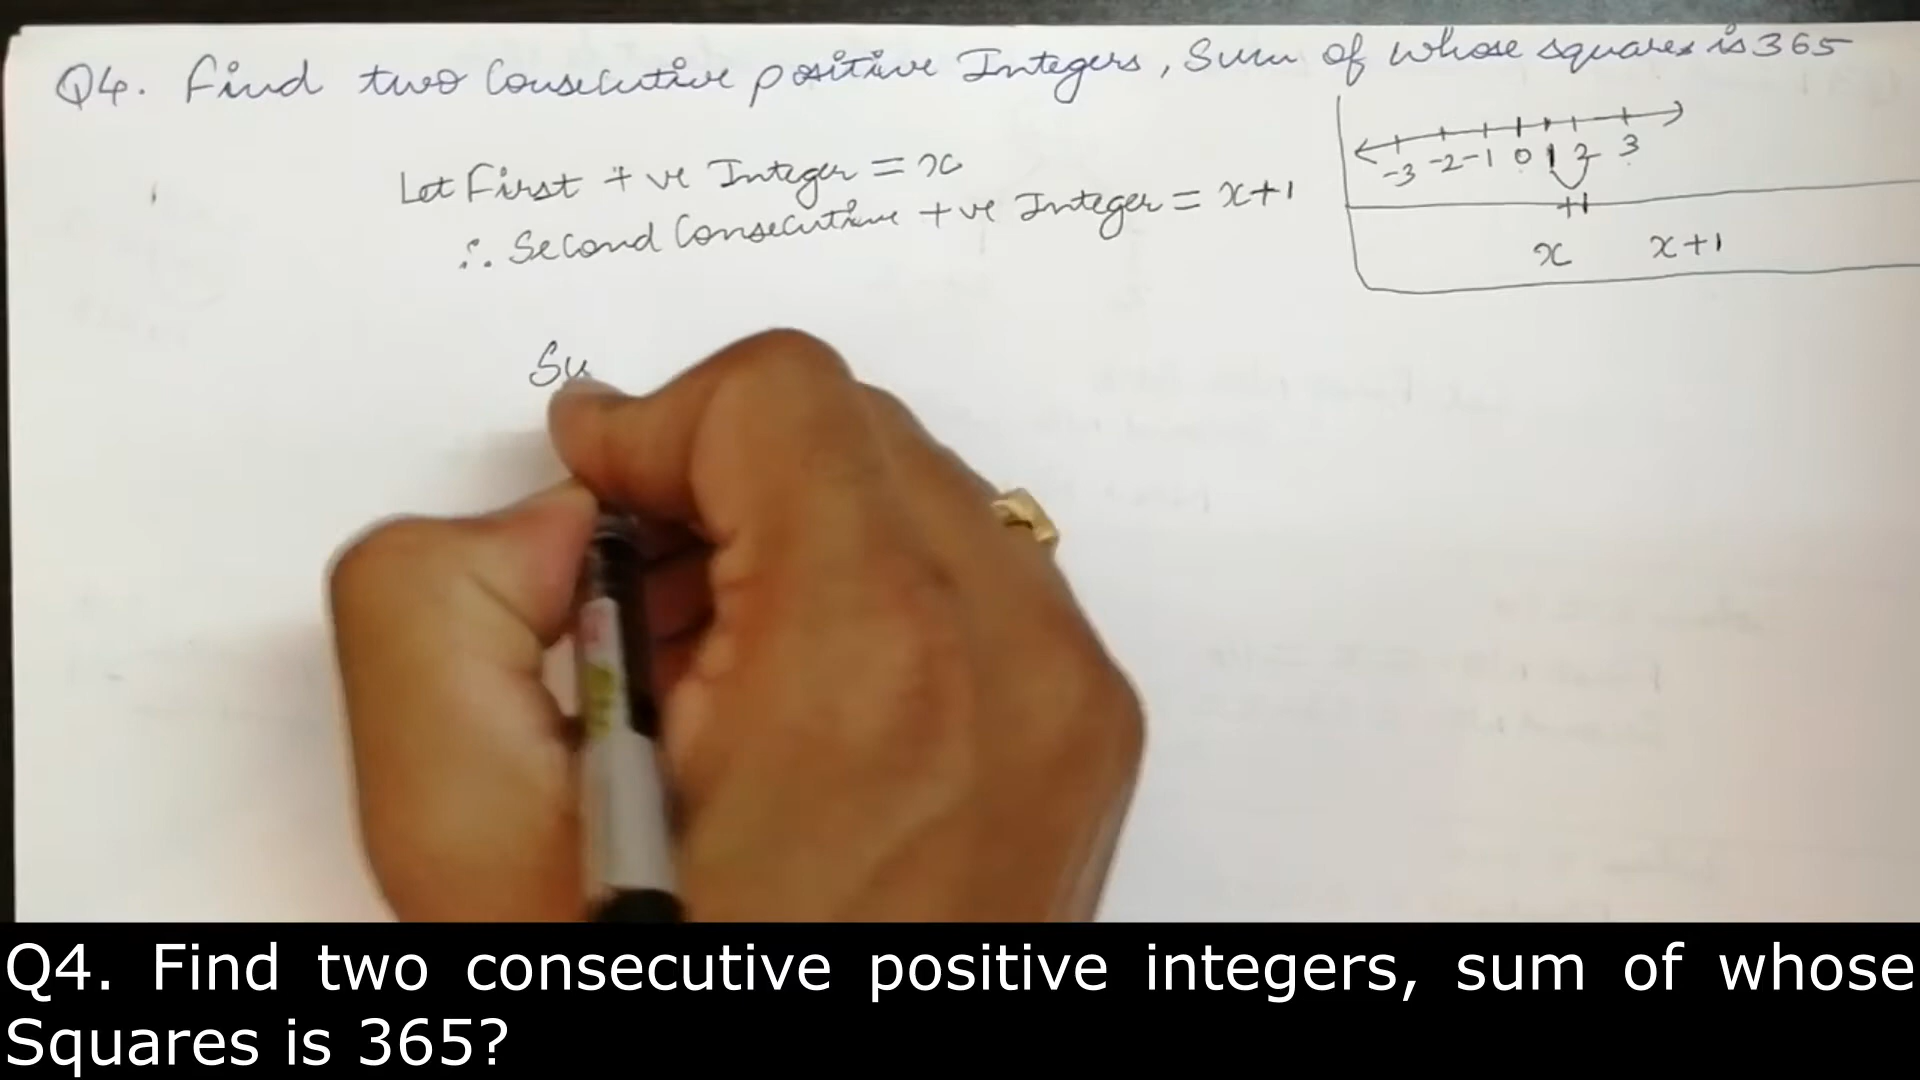 Q4. Find two Consecutive positive Integers, Sum of whose squares is 365
Let First +ve Integer = x
∴ Second Consecutive +ve Integer = x+1
-3 -2 -1 0 1 2 3
+1
x x+1
Su
Q4. Find two consecutive positive integers, sum of whose
Squares is 365?